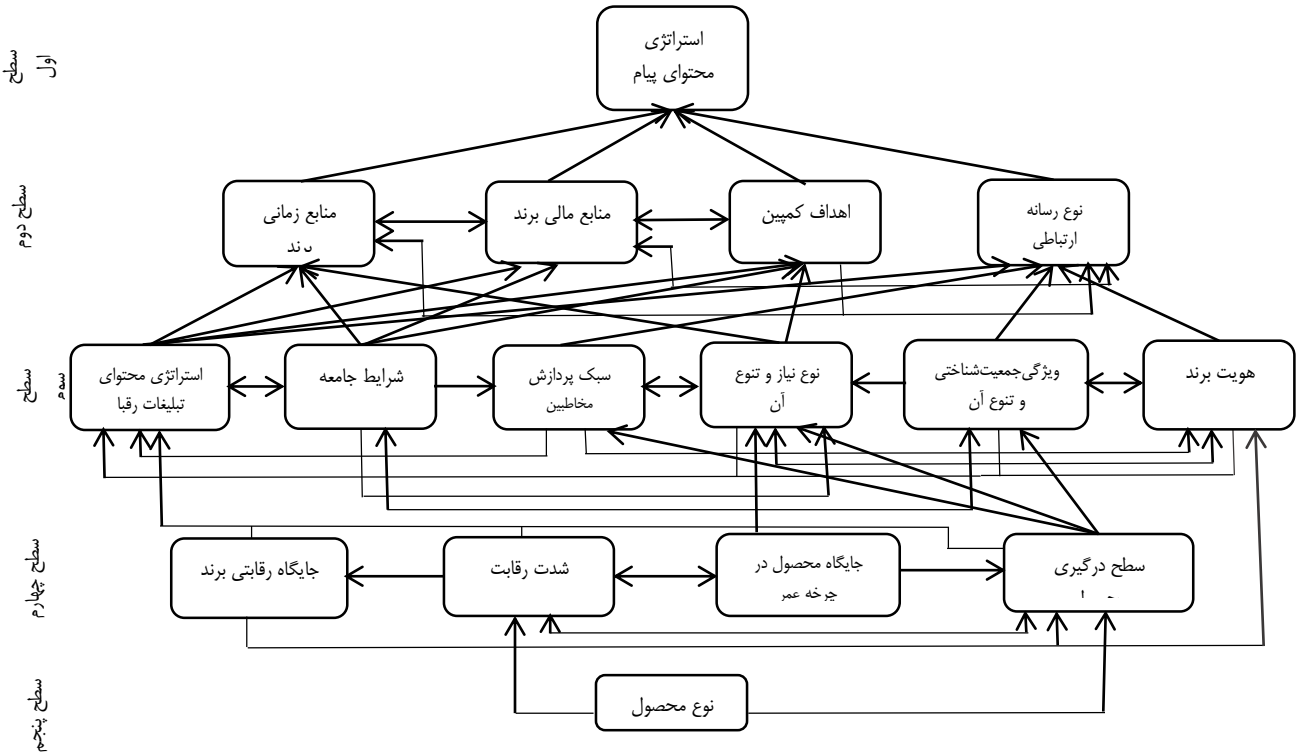 سطح
اول
استراتژی
محتوای پیام
سطح دوم
نوع رسانه
ارتباطی
اهداف کمپین
منابع مالی برند
منابع زمانی
برند
سطح
سوم
هویت برند
ویژگی‌جمعیت‌شناختی
و تنوع آن
نوع نیاز و تنوع
آن
سبک پردازش
مخاطبین
شرایط جامعه
استراتژی محتوای
تبلیغات رقبا
سطح چهارم
سطح درگیری
جایگاه محصول در
چرخه عمر
شدت رقابت
جایگاه رقابتی برند
سطح پنجم
نوع محصول